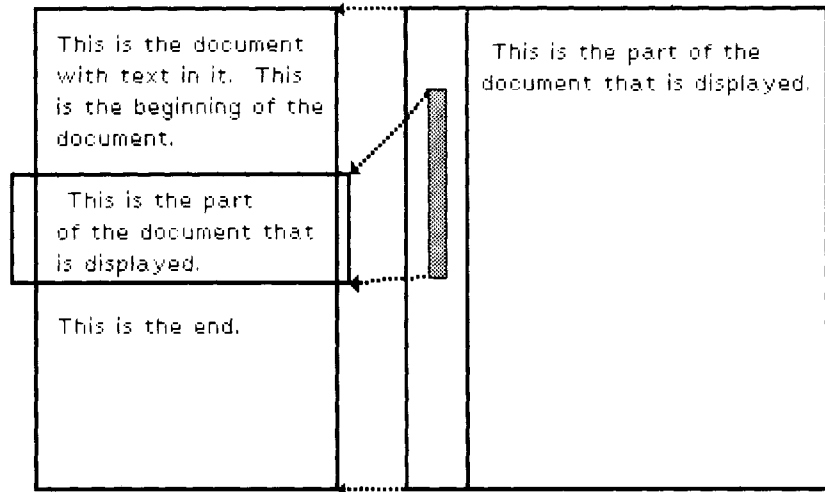 This is the document
with text in it. This
is the beginning of the
document.
This is the part
of the document that
is displayed.
This is the end.
This is the part of the
document that is displayed.